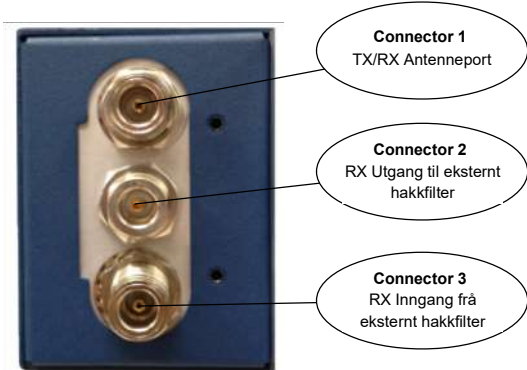 Connector 1
TX/RX Antenneport
Connector 2
RX Utgang til eksternt
hakkfilter
Connector 3
RX Inngang frå
eksternt hakkfilter